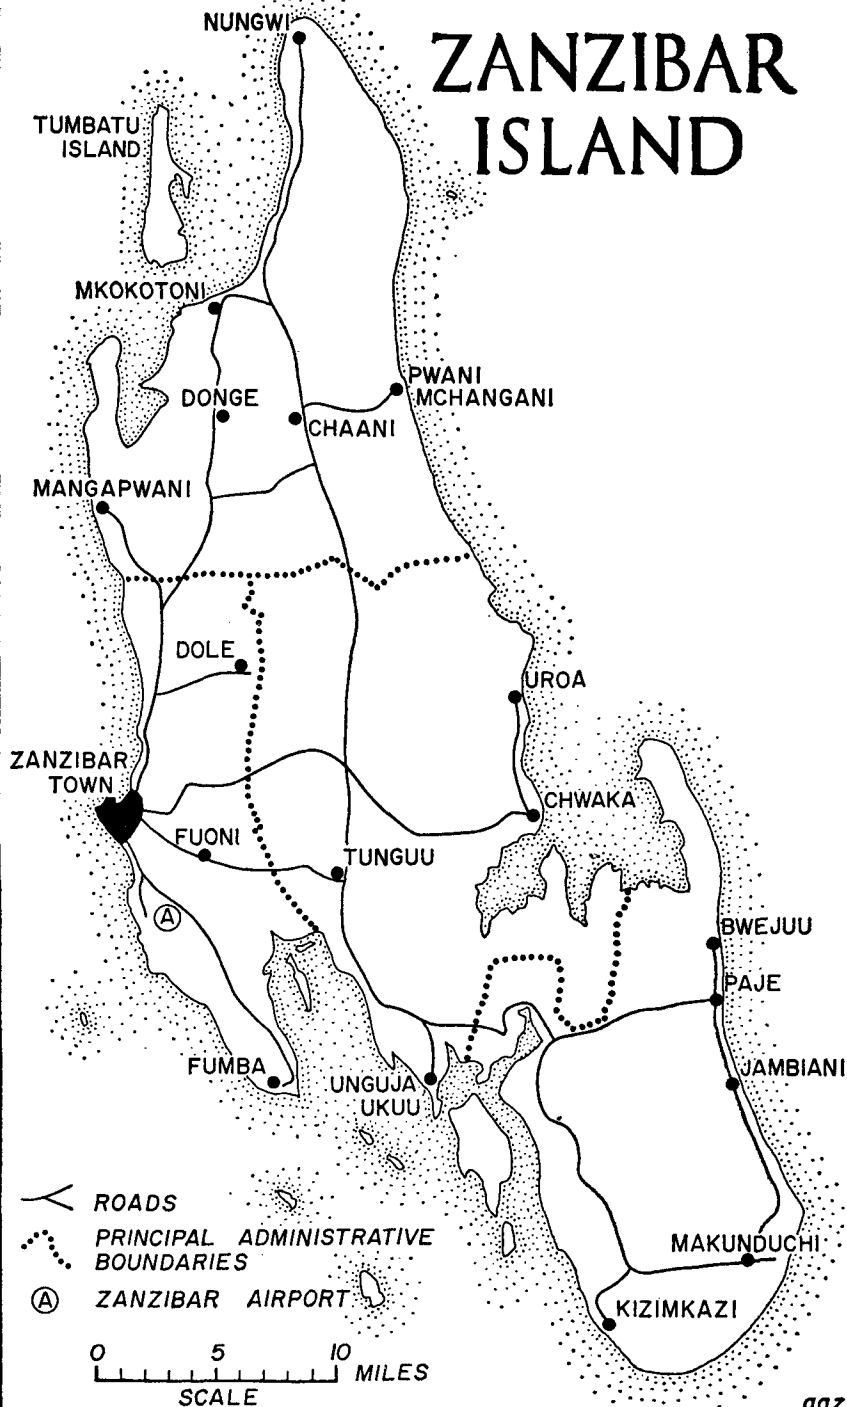 NUNGWI
ZANZIBAR
ISLAND
TUMBATU
ISLAND
MKOKOTONI
PWANI
MCHANGANI
DONGE
CHAANI
MANGAPWANI
DOLE
UROA
ZANZIBAR
TOWN
CHWAKA
FUONI
TUNGUU
A
BWEJUU
PAJE
FUMBA
UNGUJA
UKUU
JAMBIANI
ROADS
PRINCIPAL ADMINISTRATIVE
BOUNDARIES
MAKUNDUCHI
A ZANZIBAR AIRPORT
KIZIMKAZI
0 5 10 MILES
SCALE